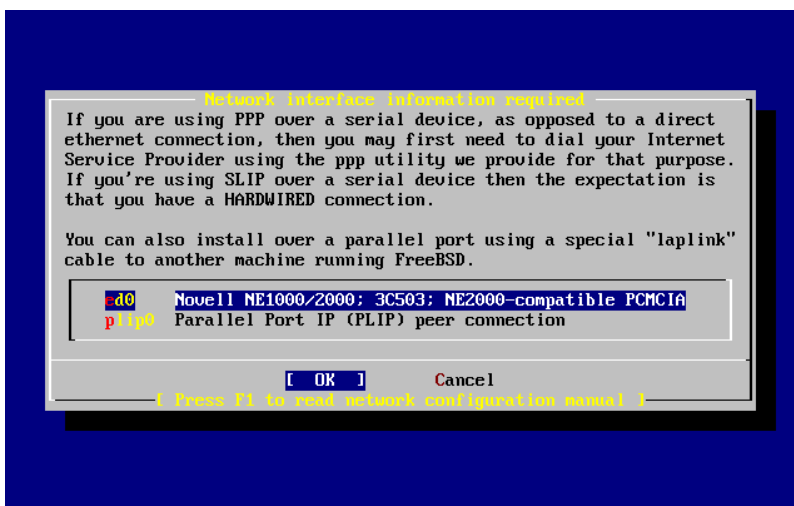 Network interface information required
If you are using PPP over a serial device, as opposed to a direct
ethernet connection, then you may first need to dial your Internet
Service Provider using the ppp utility we provide for that purpose.
If you're using SLIP over a serial device then the expectation is
that you have a HARDWIRED connection.
You can also install over a parallel port using a special "laplink"
cable to another machine running FreeBSD.
ed0 Novell NE1000/2000; 3C503; NE2000-compatible PCMCIA
plip0 Parallel Port IP (PLIP) peer connection
[ OK ] Cancel
[ Press F1 to read network configuration manual ]